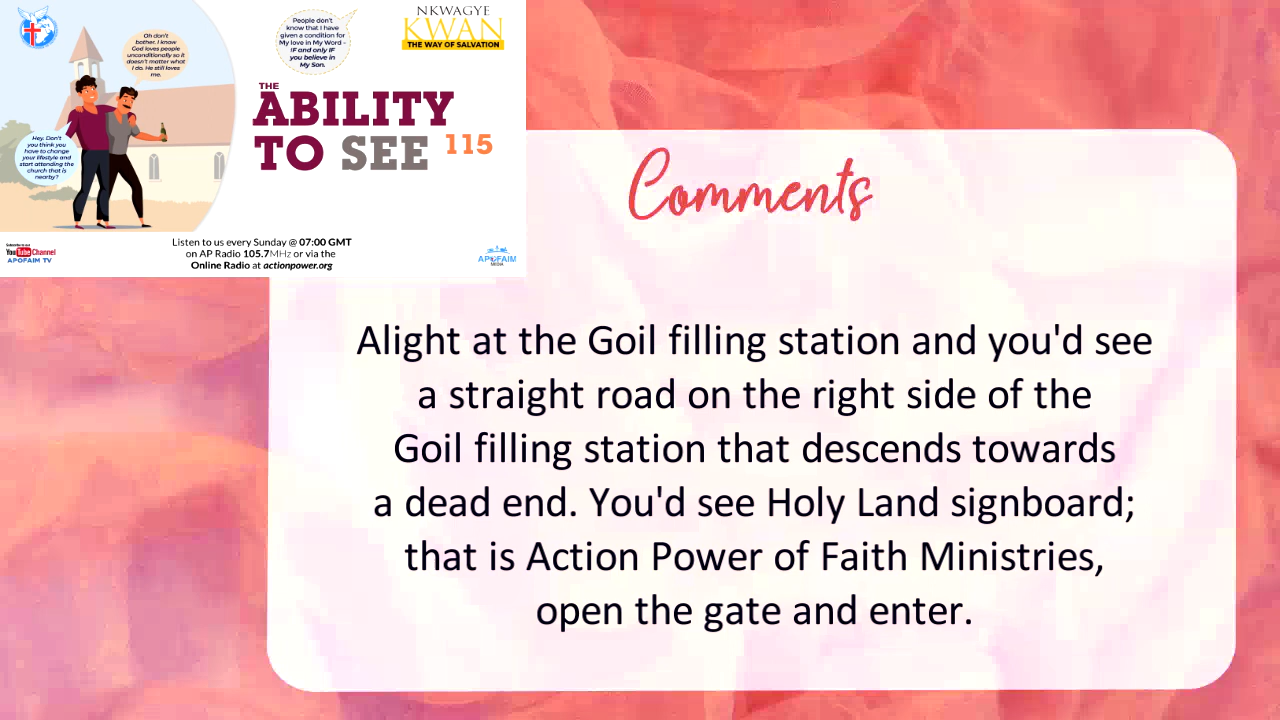 Oh don't
bother. I know
God loves people
unconditionally so it
doesn't matter what
I do. He still loves
me.
Hey. Don't
you think you
have to change
your lifestyle and
start attending the
church that is
nearby?
People don't
know that I have
given a condition for
My love in My Word -
IF and only IF
you believe in
My Son.
NKWAGYE
KWAN
THE WAY OF SALVATION
THE
ABILITY
TO SEE 115
YouTube Channel
APOFAIM TV
Listen to us every Sunday @ 07:00 GMT
on AP Radio 105.7MHz or via the
Online Radio at actionpower.org
APOFAIM
MEDIA
Comments
Alight at the Goil filling station and you'd see
a straight road on the right side of the
Goil filling station that descends towards
a dead end. You'd see Holy Land signboard;
that is Action Power of Faith Ministries,
open the gate and enter.